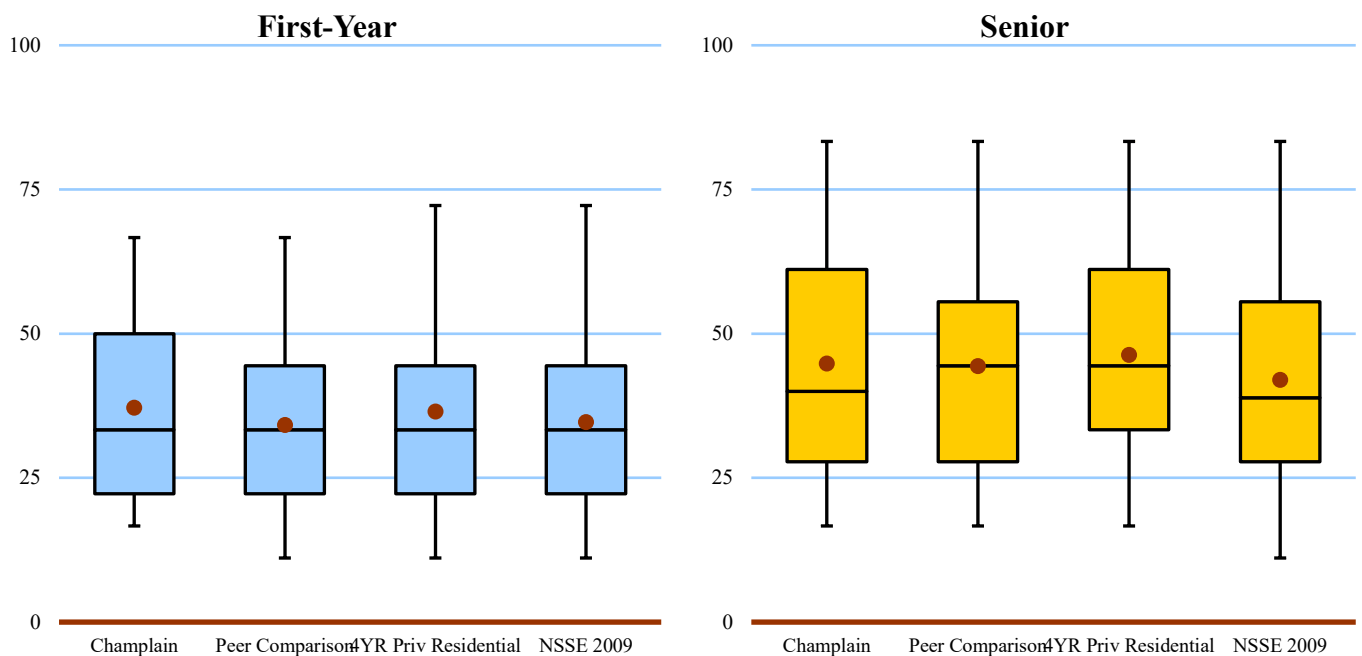 First-Year
100
75
50
25
0
Champlain
Peer Comparison
4YR Priv Residential
NSSE 2009
Senior
100
75
50
25
0
Champlain
Peer Comparison
4YR Priv Residential
NSSE 2009